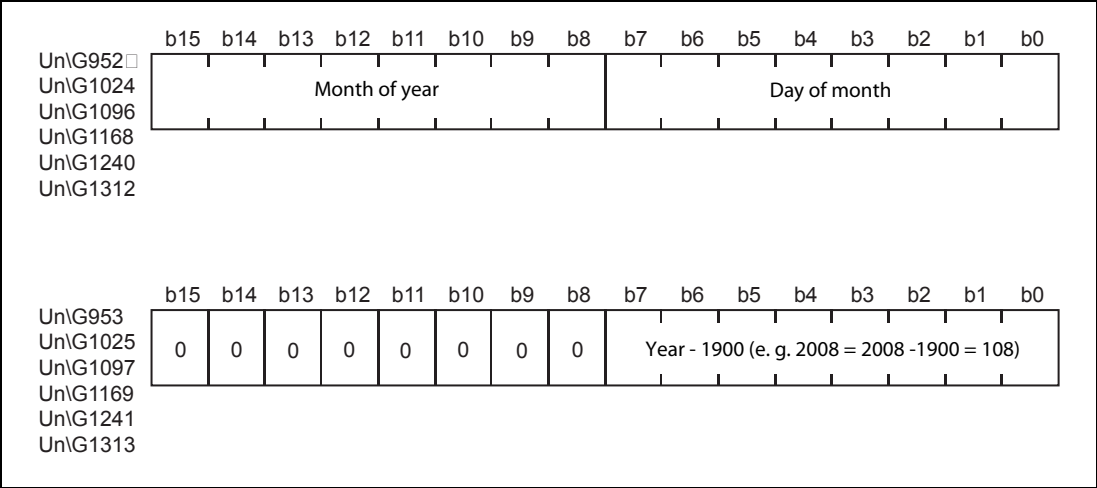 b15 b14 b13 b12 b11 b10 b9 b8 b7 b6 b5 b4 b3 b2 b1 b0
Un\G952□
Un\G1024
Un\G1096
Un\G1168
Un\G1240
Un\G1312
Month of year
Day of month
b15 b14 b13 b12 b11 b10 b9 b8 b7 b6 b5 b4 b3 b2 b1 b0
Un\G953
Un\G1025
Un\G1097
Un\G1169
Un\G1241
Un\G1313
0 0 0 0 0 0 0 0
Year - 1900 (e. g. 2008 = 2008 -1900 = 108)